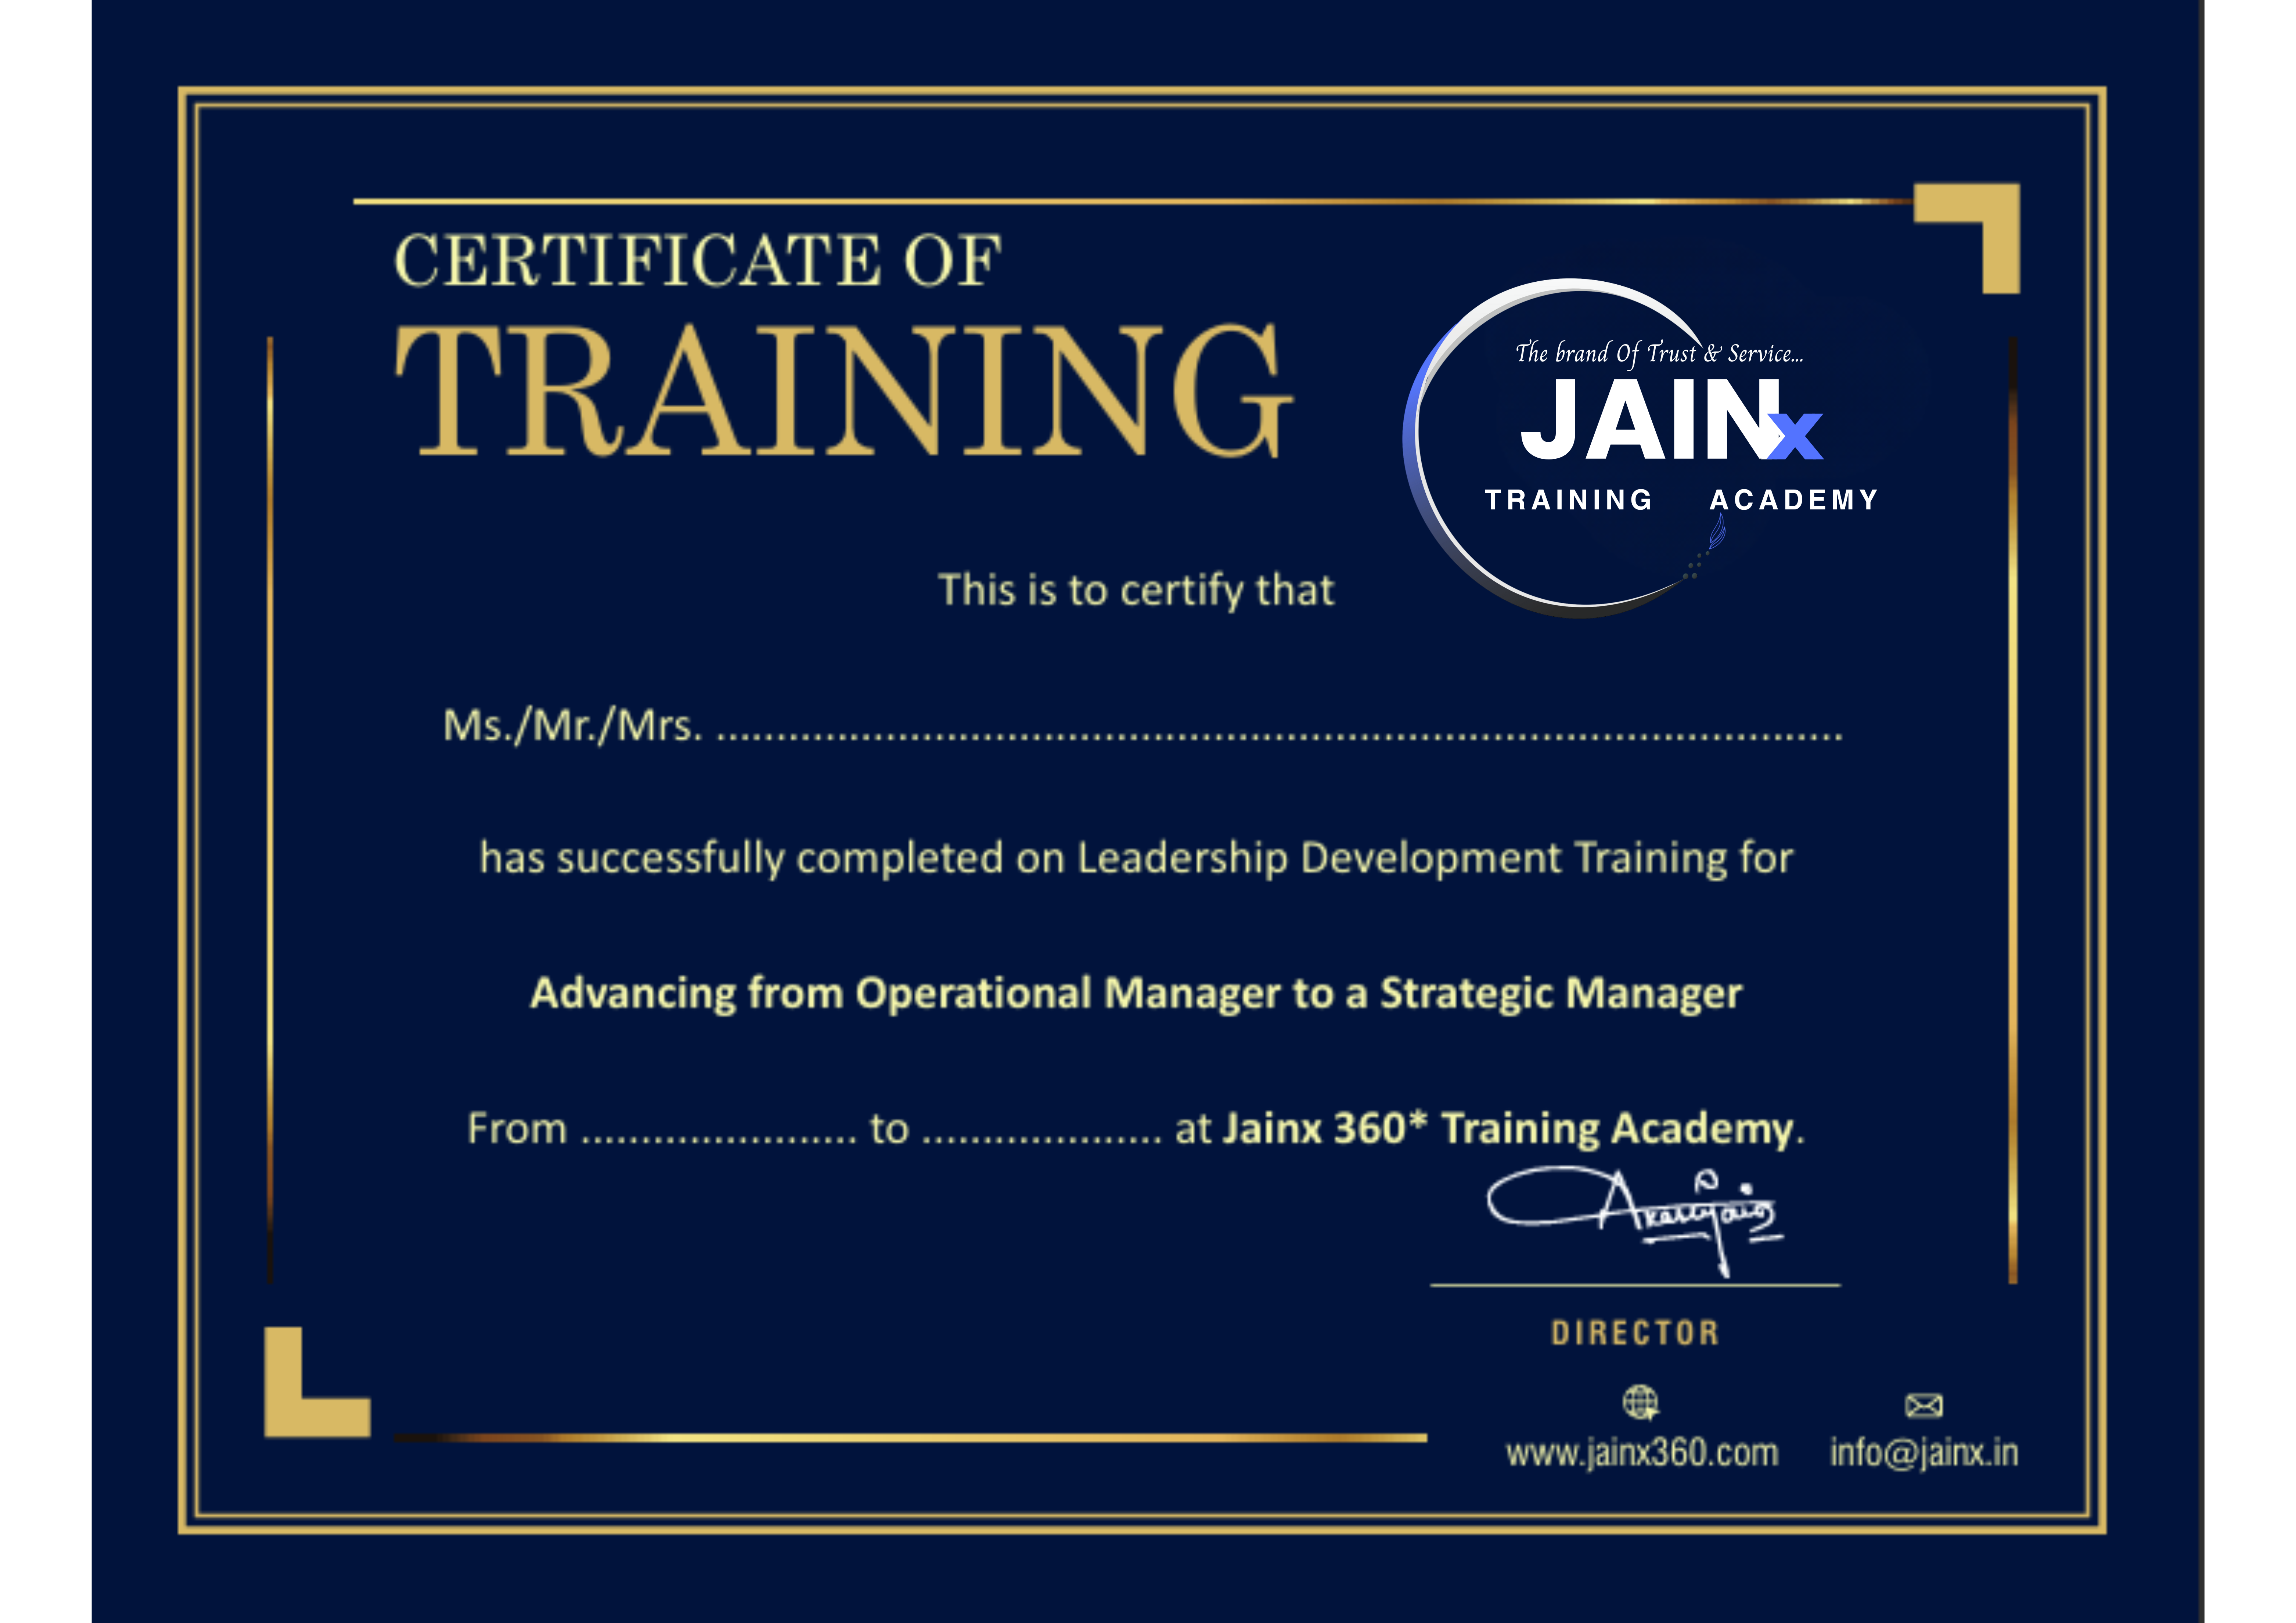 CERTIFICATE OF
TRAINING
The brand Of Trust & Service...
JAINx
TRAINING ACADEMY
This is to certify that
Ms./Mr./Mrs. .............................................................................................
has successfully completed on Leadership Development Training for
Advancing from Operational Manager to a Strategic Manager
From ....................... to .................... at Jainx 360* Training Academy.
DIRECTOR
www.jainx360.com info@jainx.in